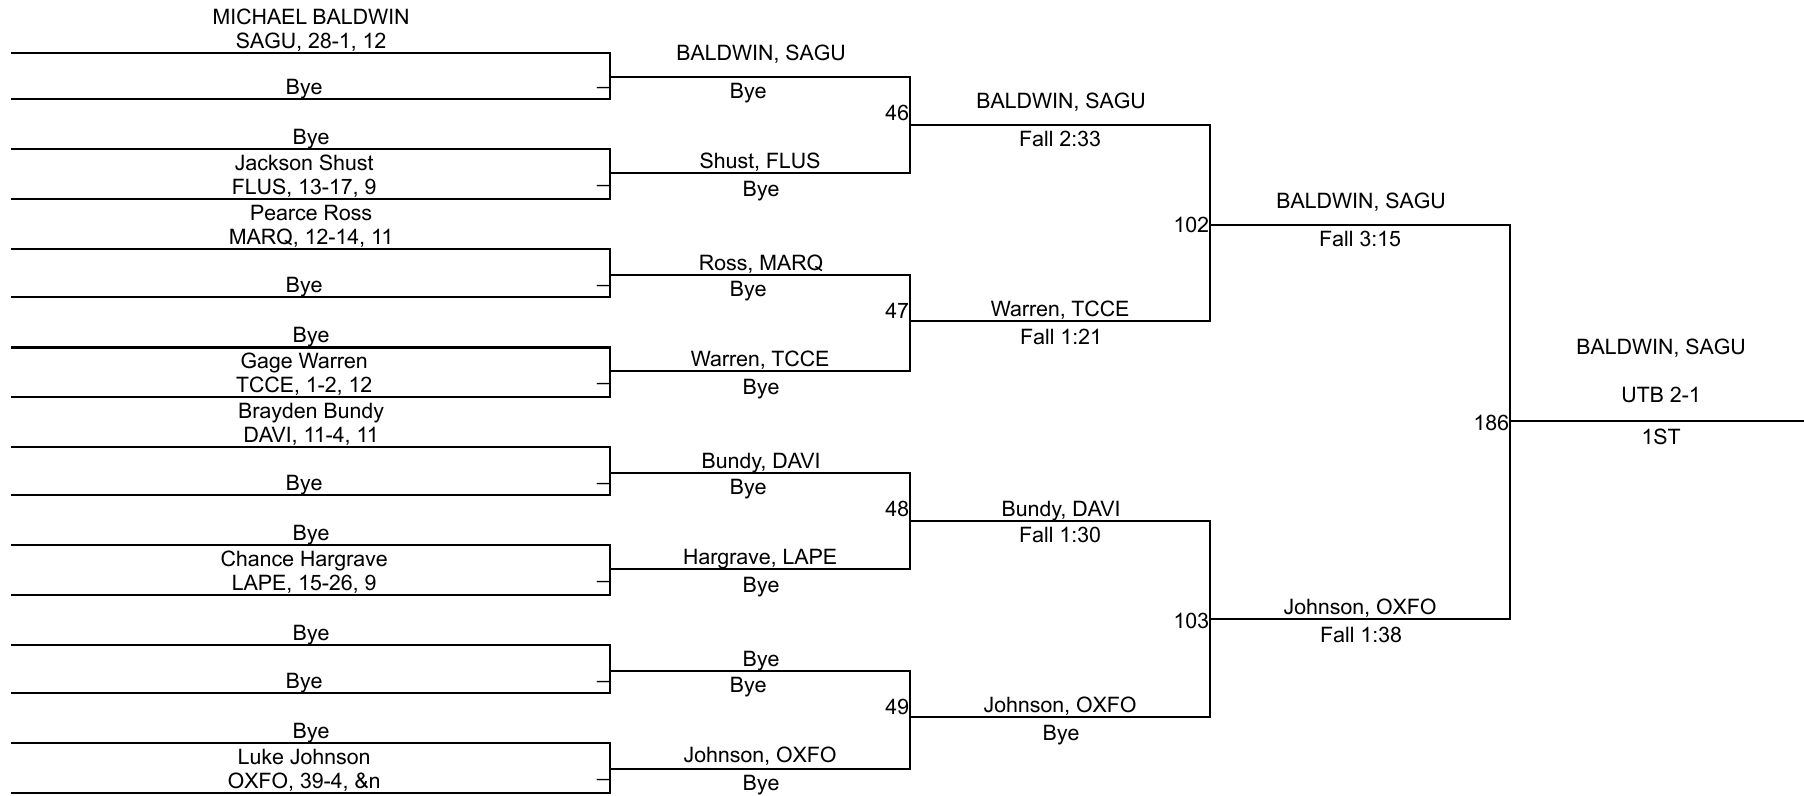 MICHAEL BALDWIN
SAGU, 28-1, 12
Bye
Bye
Jackson Shust
FLUS, 13-17, 9
Pearce Ross
MARQ, 12-14, 11
Bye
Bye
Gage Warren
TCCE, 1-2, 12
Brayden Bundy
DAVI, 11-4, 11
Bye
Bye
Chance Hargrave
LAPE, 15-26, 9
Bye
Bye
Bye
Luke Johnson
OXFO, 39-4, &n
BALDWIN, SAGU
Bye
46
Shust, FLUS
Bye
Ross, MARQ
Bye
47
Warren, TCCE
Bye
Bundy, DAVI
Bye
48
Hargrave, LAPE
Bye
Bye
Bye
49
Johnson, OXFO
Bye
BALDWIN, SAGU
Fall 2:33
102
Warren, TCCE
Fall 1:21
Bundy, DAVI
Fall 1:30
103
Johnson, OXFO
Bye
BALDWIN, SAGU
Fall 3:15
186
Johnson, OXFO
Fall 1:38
BALDWIN, SAGU
UTB 2-1
1ST